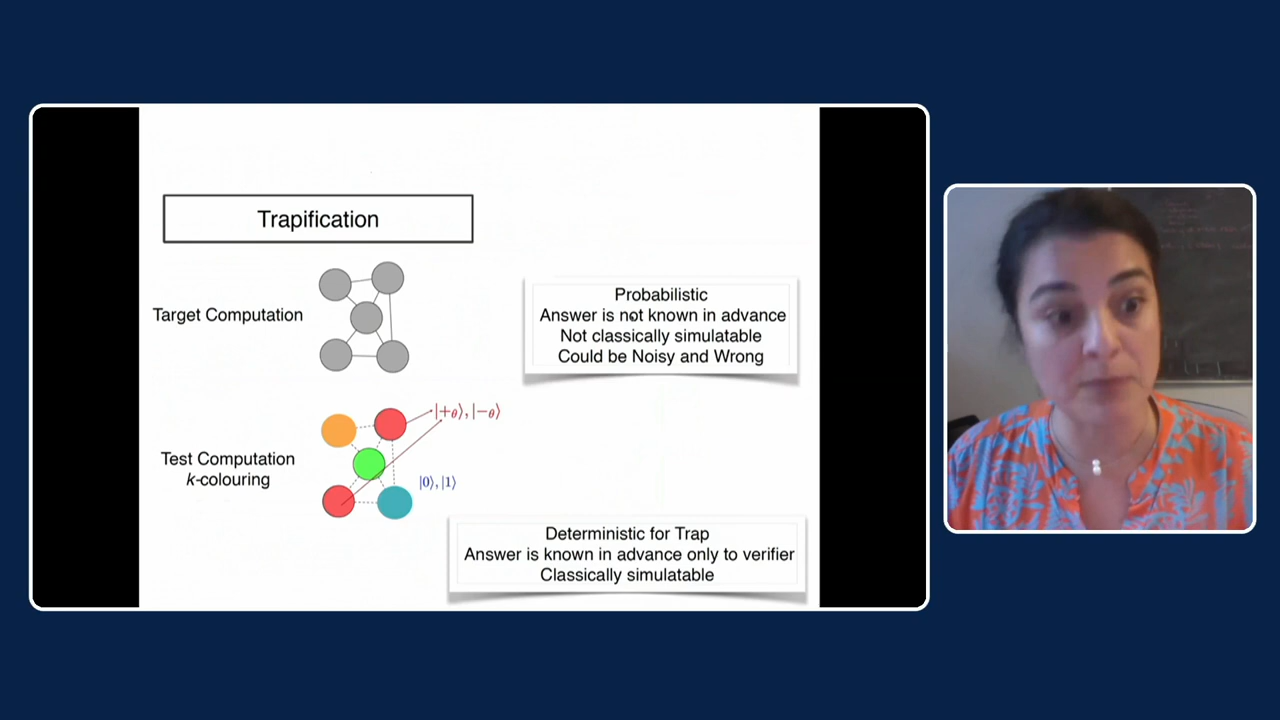 Trapification
Target Computation
Probabilistic
Answer is not known in advance
Not classically simulatable
Could be Noisy and Wrong
|+θ⟩, |−θ⟩
Test Computation
k-colouring
|0⟩, |1⟩
Deterministic for Trap
Answer is known in advance only to verifier
Classically simulatable